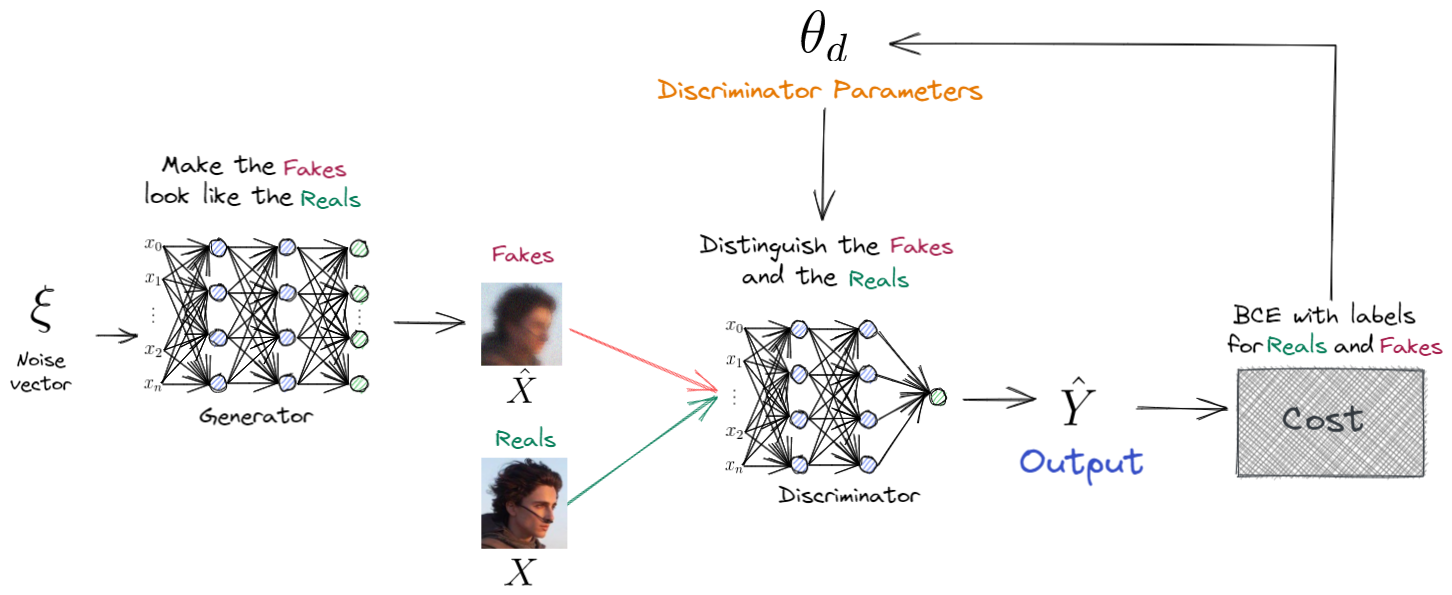 θ_d
Discriminator Parameters
Make the Fakes
look like the Reals
x_0
x_1
⋮
x_2
x_n
Generator
ξ
Noise
vector
Fakes
X̂
Reals
X
Distinguish the Fakes
and the Reals
x_0
x_1
⋮
x_2
x_n
Discriminator
Ŷ
Output
BCE with labels
for Reals and Fakes
Cost